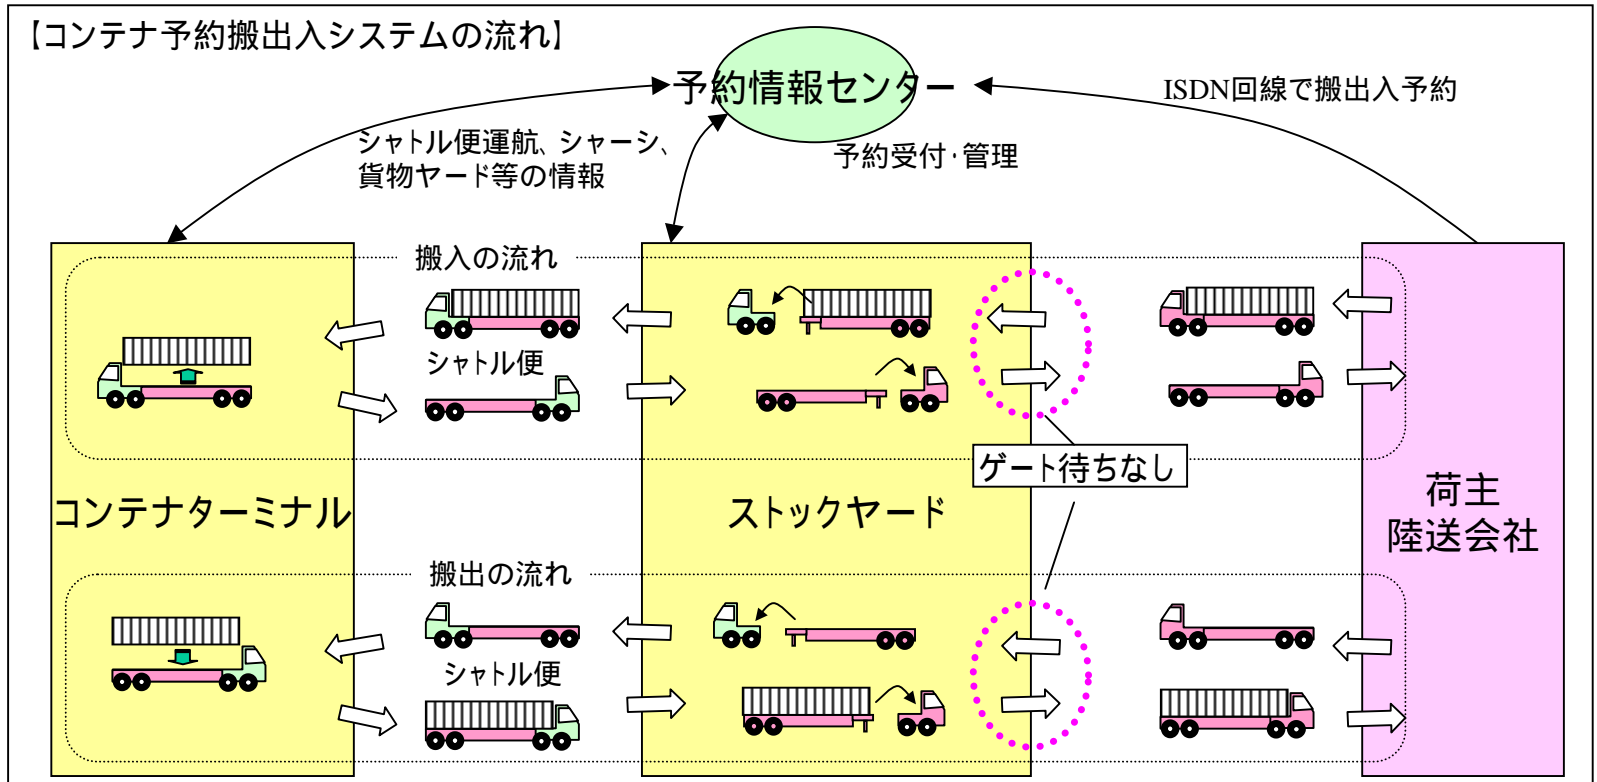 【コンテナ予約搬出入システムの流れ】
予約情報センター
ISDN回線で搬出入予約
シャトル便運航、シャーシ、
貨物ヤード等の情報
予約受付・管理
搬入の流れ
シャトル便
ゲート待ちなし
コンテナターミナル
ストックヤード
荷主
陸送会社
搬出の流れ
シャトル便